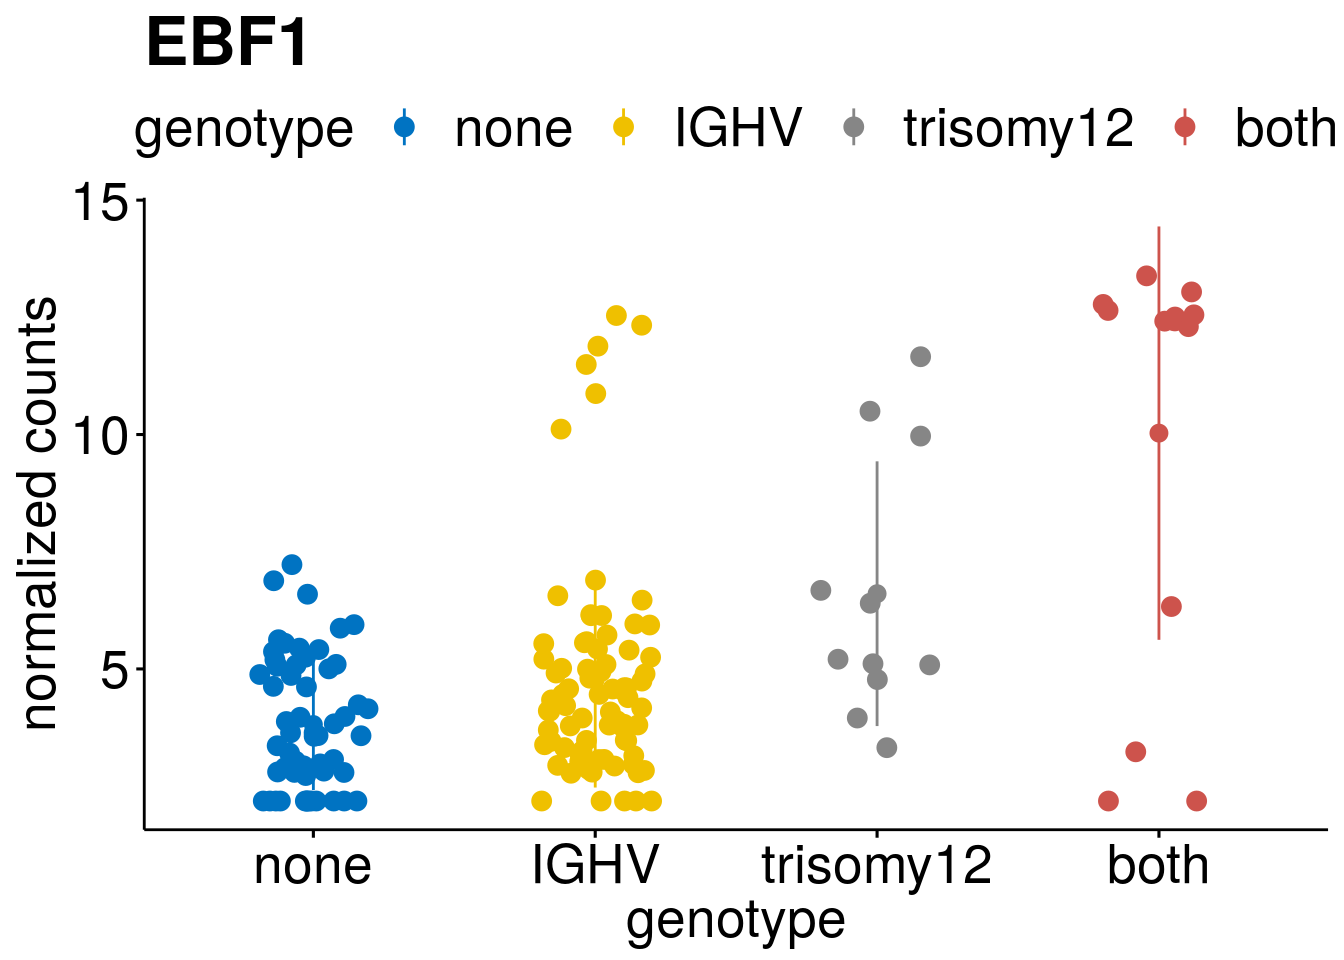 EBF1
genotype none IGHV trisomy12 both
15
10
5
normalized counts
none IGHV trisomy12 both
genotype